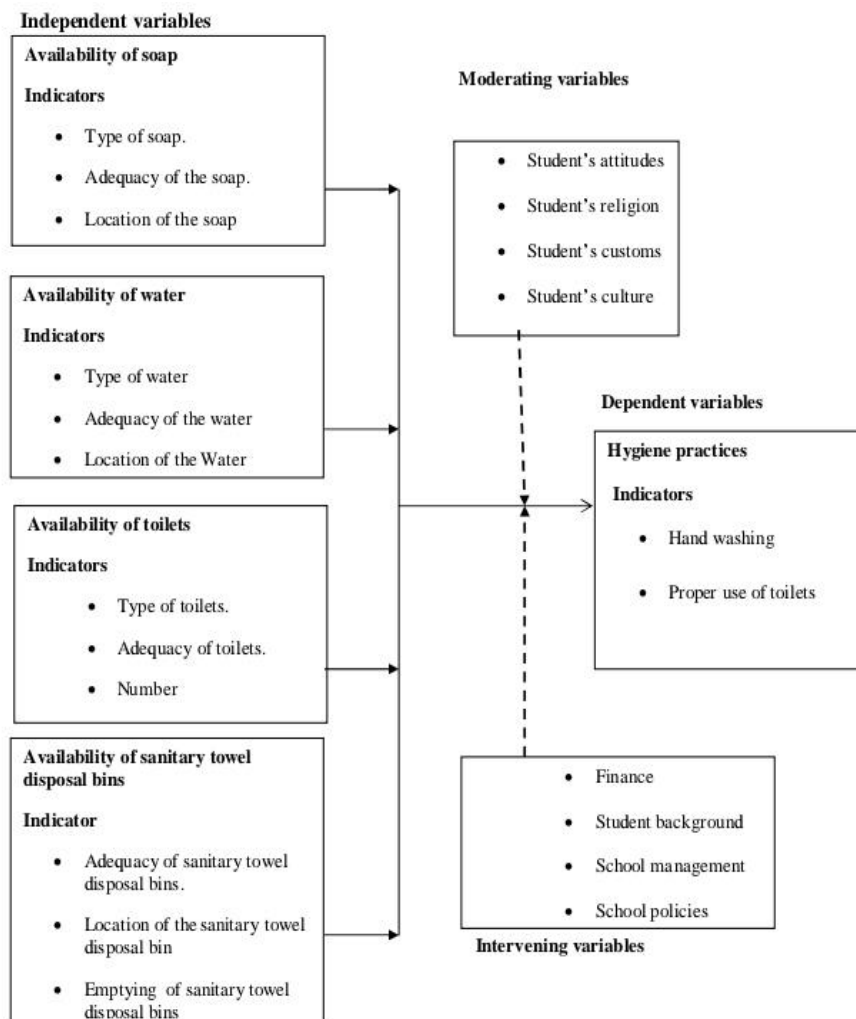 Independent variables
Availability of soap
Indicators
• Type of soap.
• Adequacy of the soap.
• Location of the soap
Availability of water
Indicators
• Type of water
• Adequacy of the water
• Location of the Water
Availability of toilets
Indicators
• Type of toilets.
• Adequacy of toilets.
• Number
Availability of sanitary towel
disposal bins
Indicator
• Adequacy of sanitary towel
disposal bins.
• Location of the sanitary towel
disposal bin
• Emptying of sanitary towel
disposal bins
Moderating variables
• Student's attitudes
• Student's religion
• Student's customs
• Student's culture
Dependent variables
Hygiene practices
Indicators
• Hand washing
• Proper use of toilets
• Finance
• Student background
• School management
• School policies
Intervening variables